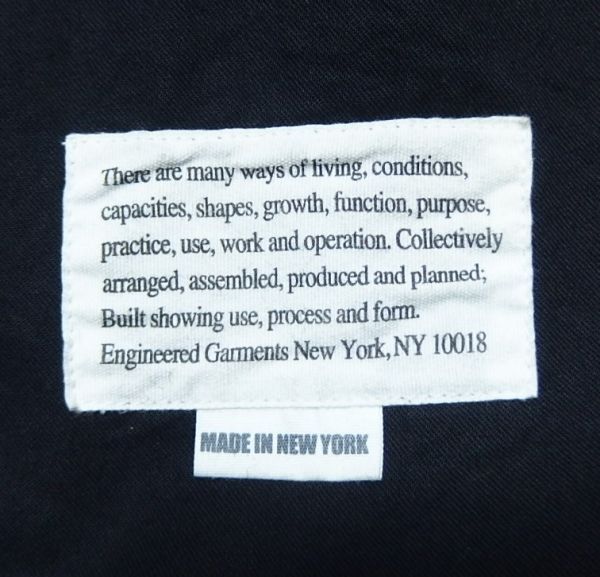 There are many ways of living, conditions,
capacities, shapes, growth, function, purpose,
practice, use, work and operation. Collectively
arranged, assembled, produced and planned;
Built showing use, process and form.
Engineered Garments New York, NY 10018
MADE IN NEW YORK